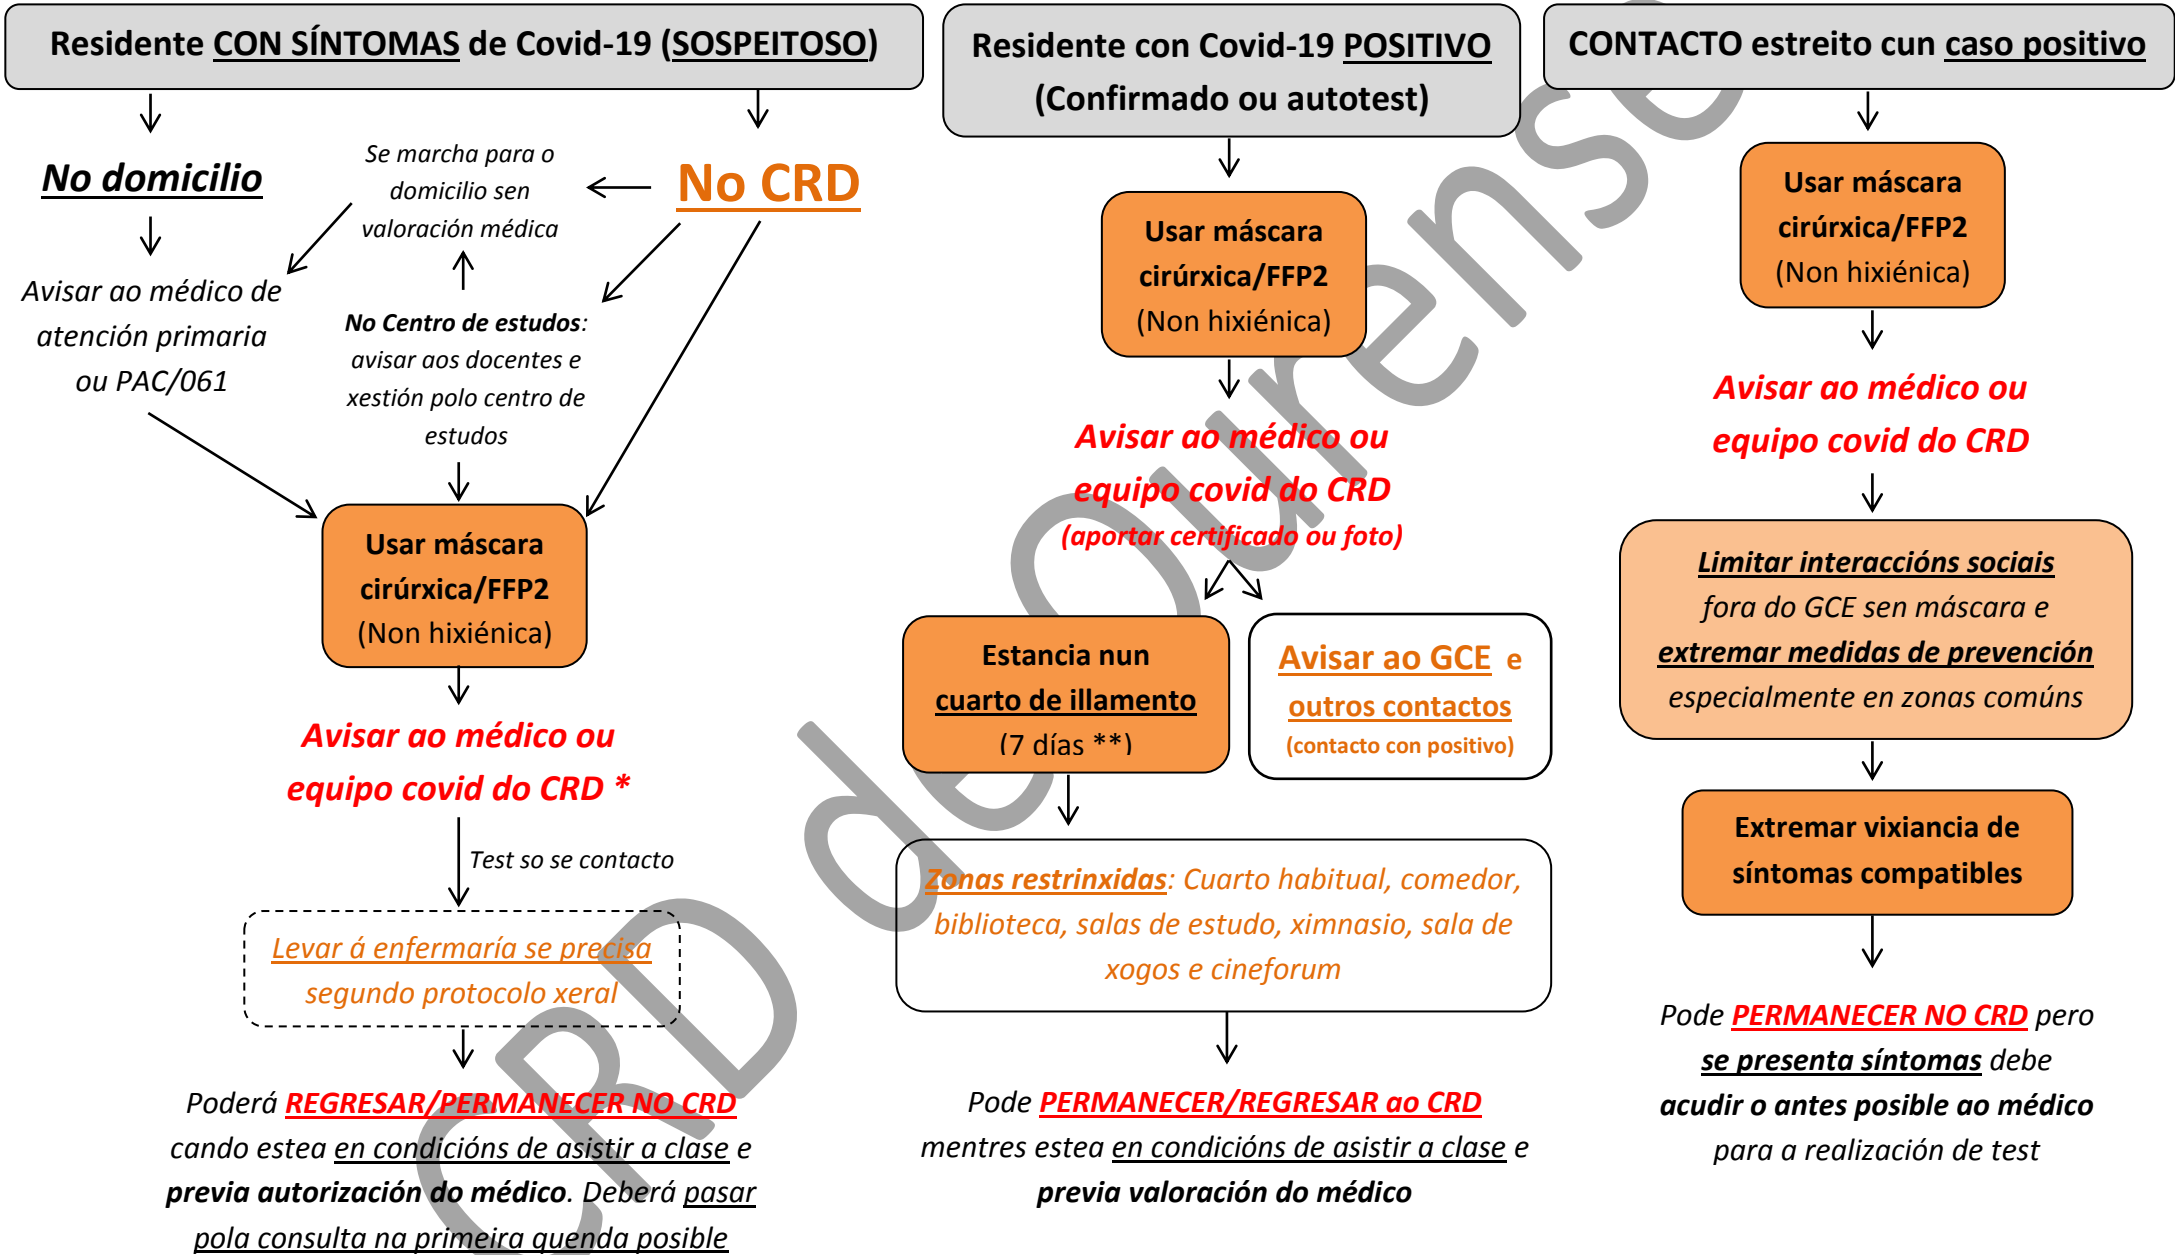 Residente CON SÍNTOMAS de Covid-19 (SOSPEITOSO)
No domicilio
Avisar ao médico de
atención primaria
ou PAC/061
Se marcha para o
domicilio sen
valoración médica
No CRD
No Centro de estudos:
avisar aos docentes e
xestión polo centro de
estudos
Usar máscara
cirúrxica/FFP2
(Non hixiénica)
Avisar ao médico ou
equipo covid do CRD *
Test so se contacto
Levar á enfermaría se precisa
segundo protocolo xeral
Poderá REGRESAR/PERMANECER NO CRD
cando estea en condicións de asistir a clase e
previa autorización do médico. Deberá pasar
pola consulta na primeira quenda posible
Residente con Covid-19 POSITIVO
(Confirmado ou autotest)
Usar máscara
cirúrxica/FFP2
(Non hixiénica)
Avisar ao médico ou
equipo covid do CRD
(aportar certificado ou foto)
Estancia nun
cuarto de illamento
(7 días **)
Avisar ao GCE e
outros contactos
(contacto con positivo)
Zonas restrinxidas: Cuarto habitual, comedor,
biblioteca, salas de estudo, ximnasio, sala de
xogos e cineforum
Pode PERMANECER/REGRESAR ao CRD
mentres estea en condicións de asistir a clase e
previa valoración do médico
CONTACTO estreito cun caso positivo
Usar máscara
cirúrxica/FFP2
(Non hixiénica)
Avisar ao médico ou
equipo covid do CRD
Limitar interaccións sociais
fora do GCE sen máscara e
extremar medidas de prevención
especialmente en zonas comúns
Extremar vixiancia de
síntomas compatibles
Pode PERMANECER NO CRD pero
se presenta síntomas debe
acudir o antes posible ao médico
para a realización de test
CRD de Ourense